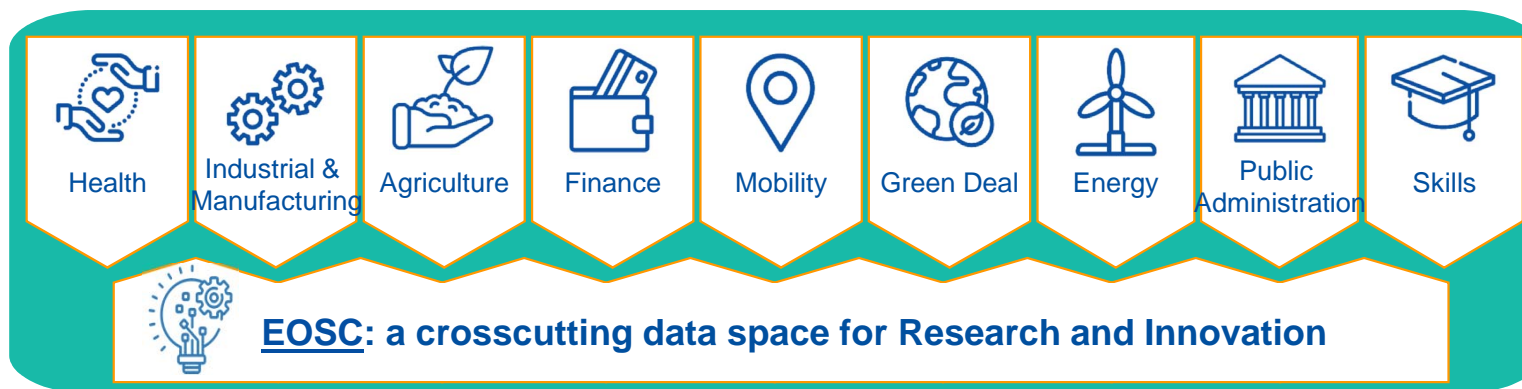 Health
Industrial &
Manufacturing
Agriculture
Finance
Mobility
Green Deal
Energy
Public
Administration
Skills
EOSC: a crosscutting data space for Research and Innovation